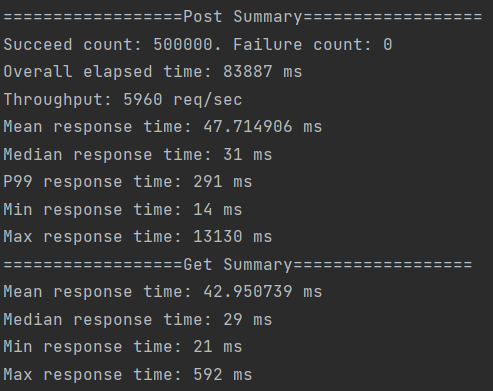 ==================Post Summary==================
Succeed count: 500000. Failure count: 0
Overall elapsed time: 83887 ms
Throughput: 5960 req/sec
Mean response time: 47.714906 ms
Median response time: 31 ms
P99 response time: 291 ms
Min response time: 14 ms
Max response time: 13130 ms
==================Get Summary==================
Mean response time: 42.950739 ms
Median response time: 29 ms
Min response time: 21 ms
Max response time: 592 ms